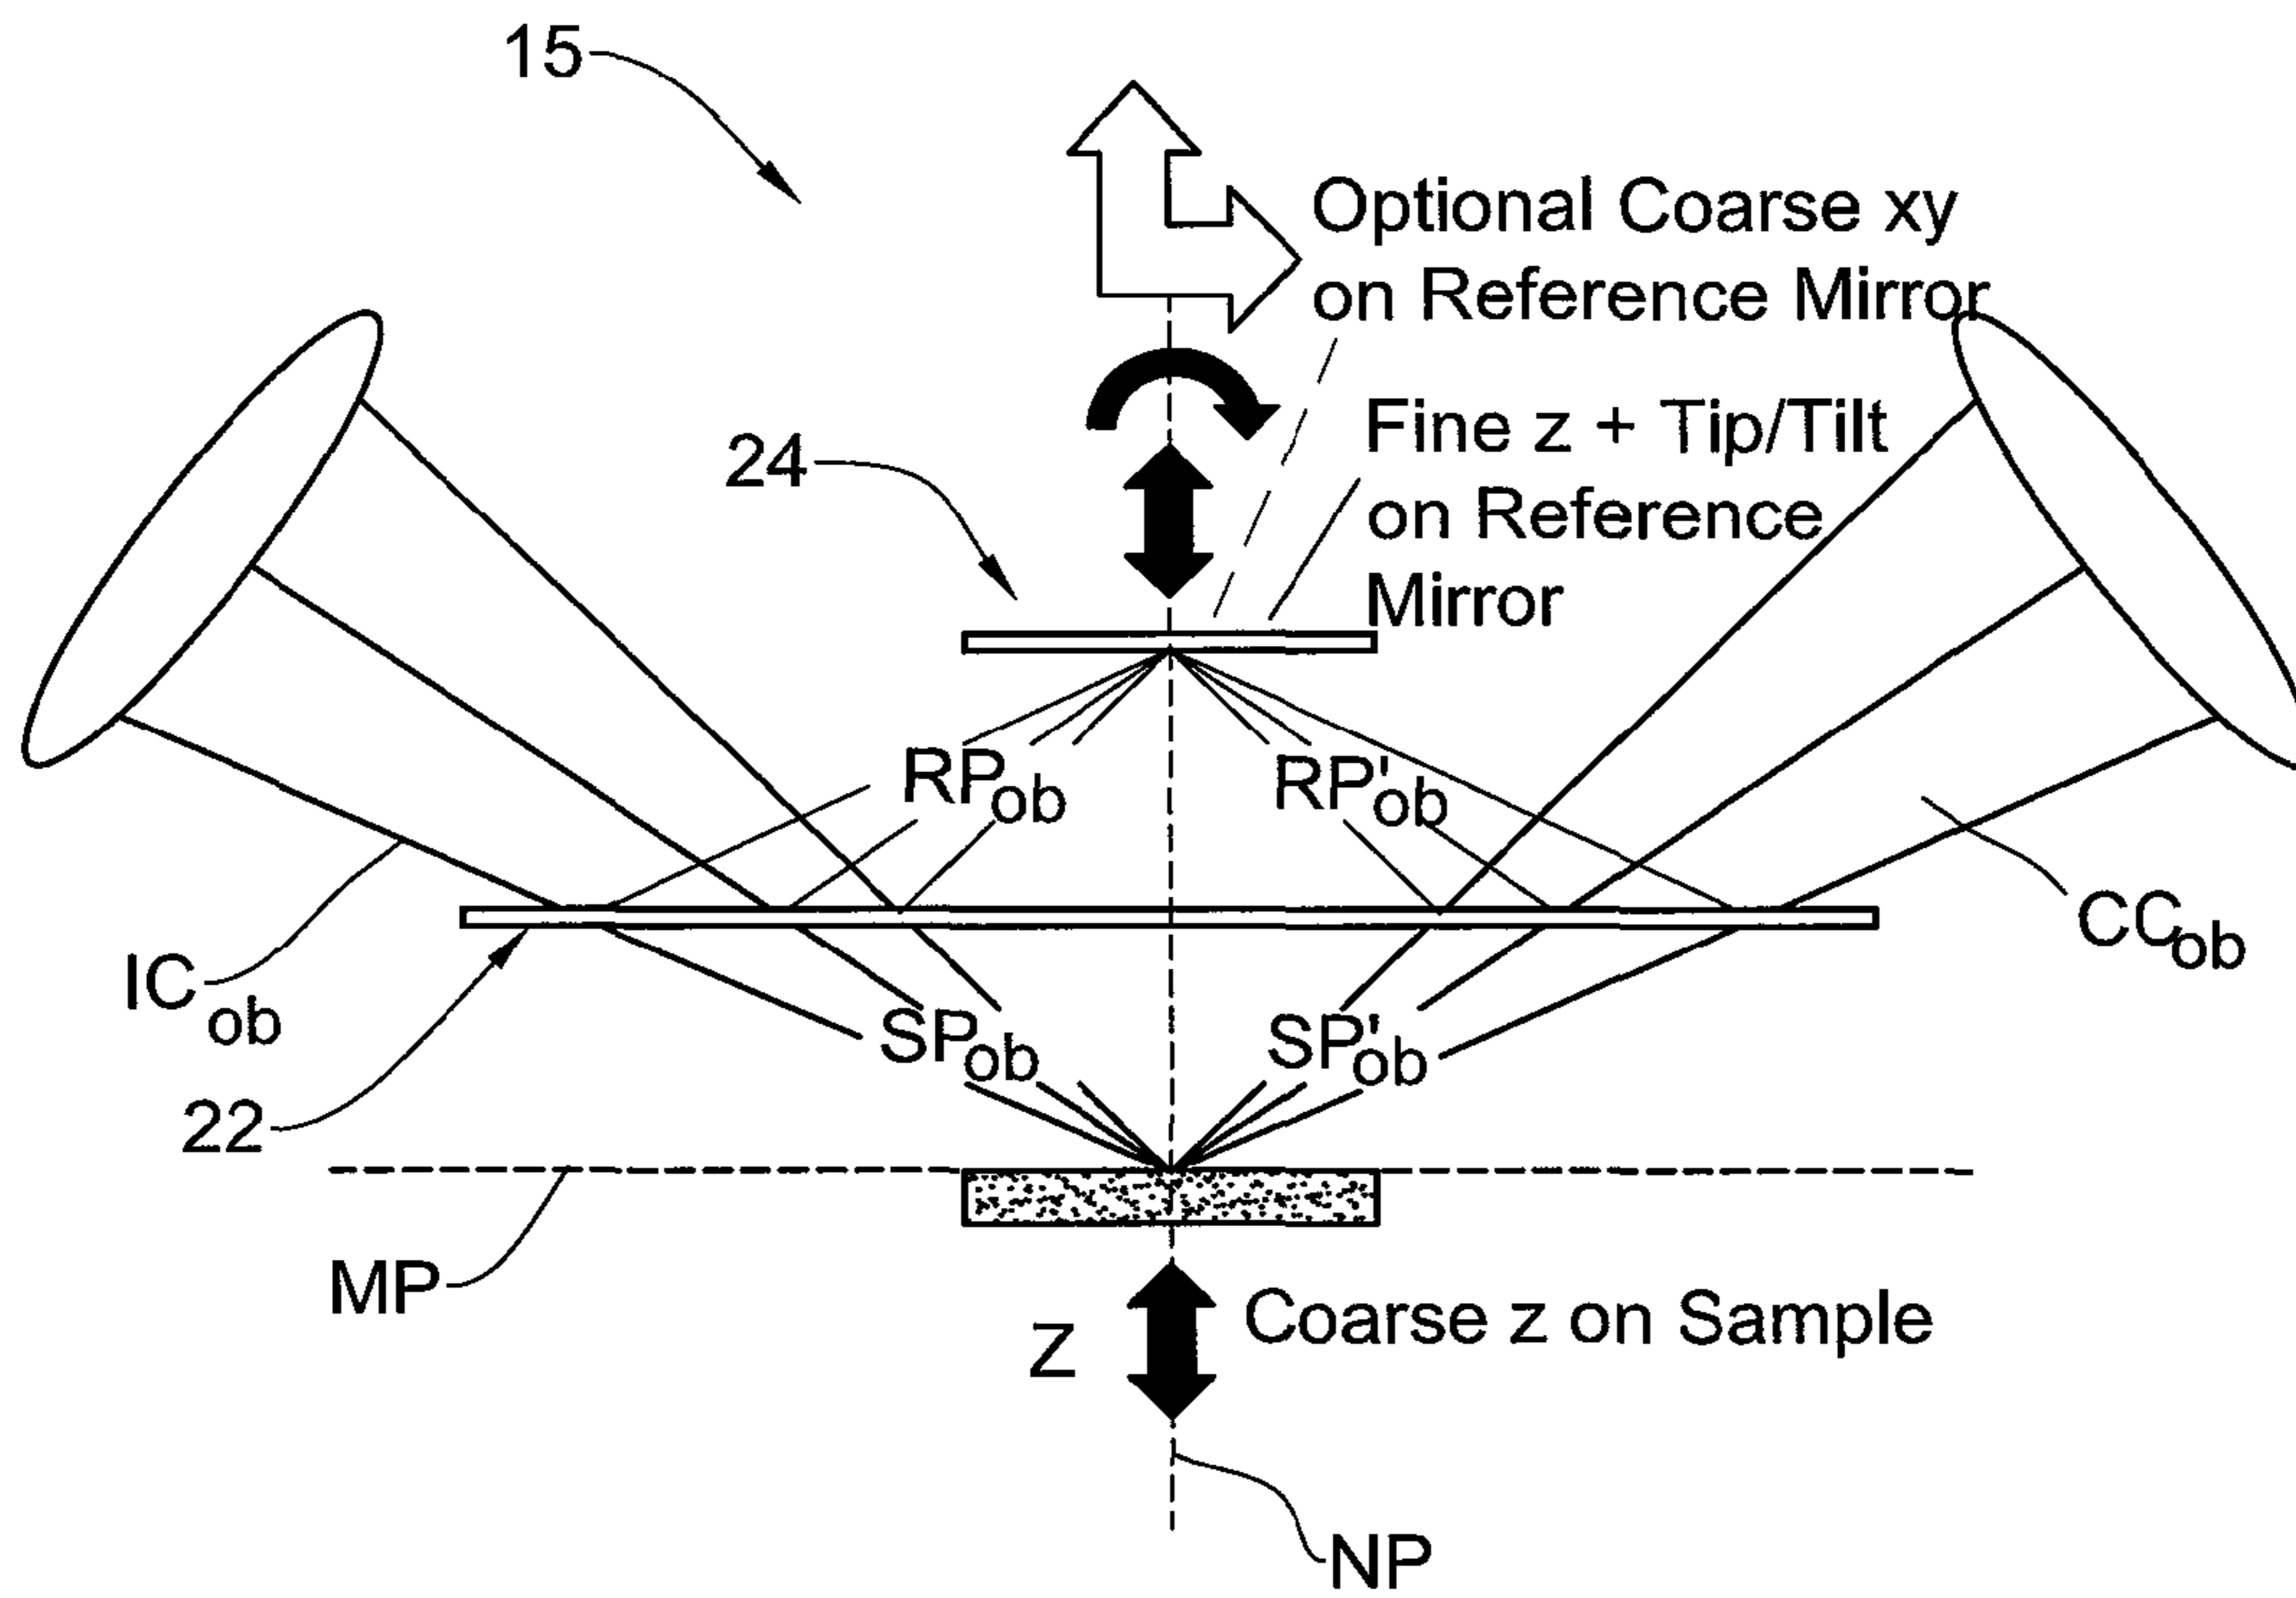 15
Optional Coarse xy
on Reference Mirror
24
Fine z + Tip/Tilt
on Reference
Mirror
RPob
RP'ob
ICob
CCob
SPob
SP'ob
22
MP
Z
Coarse z on Sample
NP